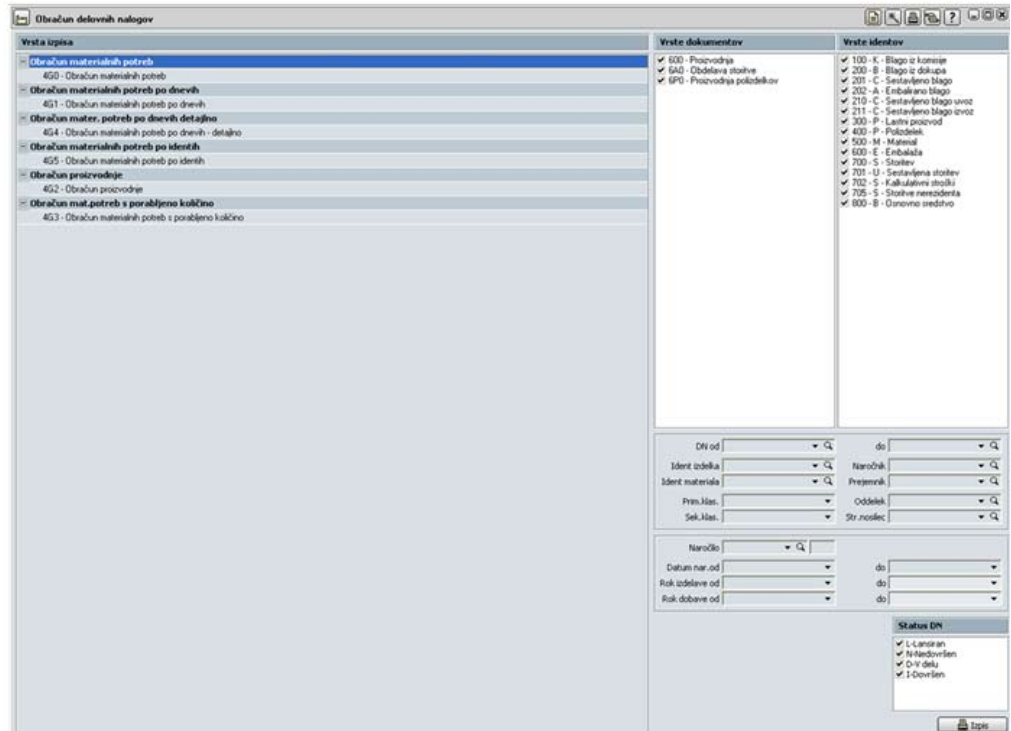 Obračun delovnih nalogov
Vrsta izpisa
Obračun materialnih potreb
4G0 - Obračun materialnih potreb
Obračun materialnih potreb po dnevih
4G1 - Obračun materialnih potreb po dnevih
Obračun mater. potreb po dnevih detajlno
4G4 - Obračun materialnih potreb po dnevih - detajlno
Obračun materialnih potreb po identih
4G5 - Obračun materialnih potreb po identih
Obračun proizvodnje
4G2 - Obračun proizvodnje
Obračun mat.potreb s porabljeno količino
4G3 - Obračun materialnih potreb s porabljeno količino
Vrste dokumentov
600 - Proizvodnja
6A0 - Obdelava storitve
6P0 - Proizvodnja polizdelkov
Vrste identov
100 - K - Blago iz komisije
200 - B - Blago iz dokupa
201 - C - Sestavljeno blago
202 - A - Embalirano blago
210 - C - Sestavljeno blago uvoz
211 - C - Sestavljeno blago izvoz
300 - P - Lastni proizvod
400 - P - Polizdelek
500 - M - Material
600 - E - Embalaža
700 - S - Storitev
701 - U - Sestavljena storitev
702 - S - Kalkulativni stroški
705 - S - Storitve nerezidenta
800 - B - Osnovno sredstvo
DN od do
Ident izdelka Naročnik
Ident materiala Prejemnik
Prim.klas. Oddelek
Sek.klas. Str.nosilec
Naročilo
Datum nar.od do
Rok izdelave od do
Rok dobave od do
Status DN
L-Lansiran
N-Nedovršen
D-V delu
I-Dovršen
Izpis